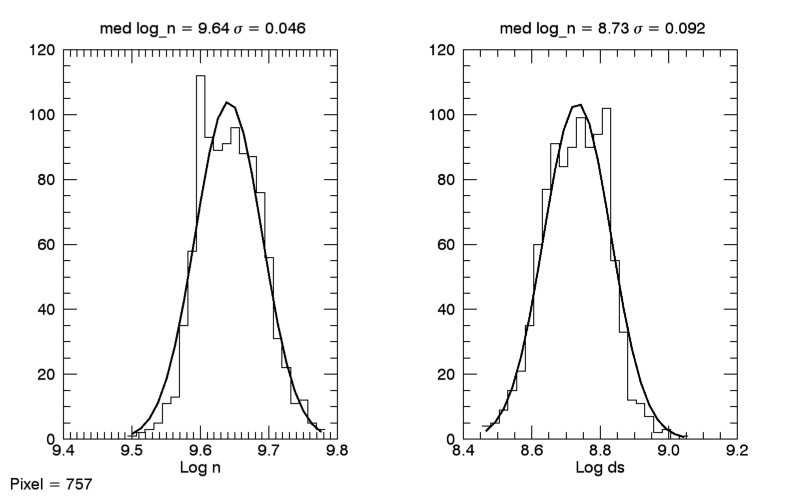 med log_n = 9.64 σ = 0.046
120
100
80
60
40
20
0
9.4 9.5 9.6 9.7 9.8
Log n
med log_n = 8.73 σ = 0.092
120
100
80
60
40
20
0
8.4 8.6 8.8 9.0 9.2
Log ds
Pixel = 757